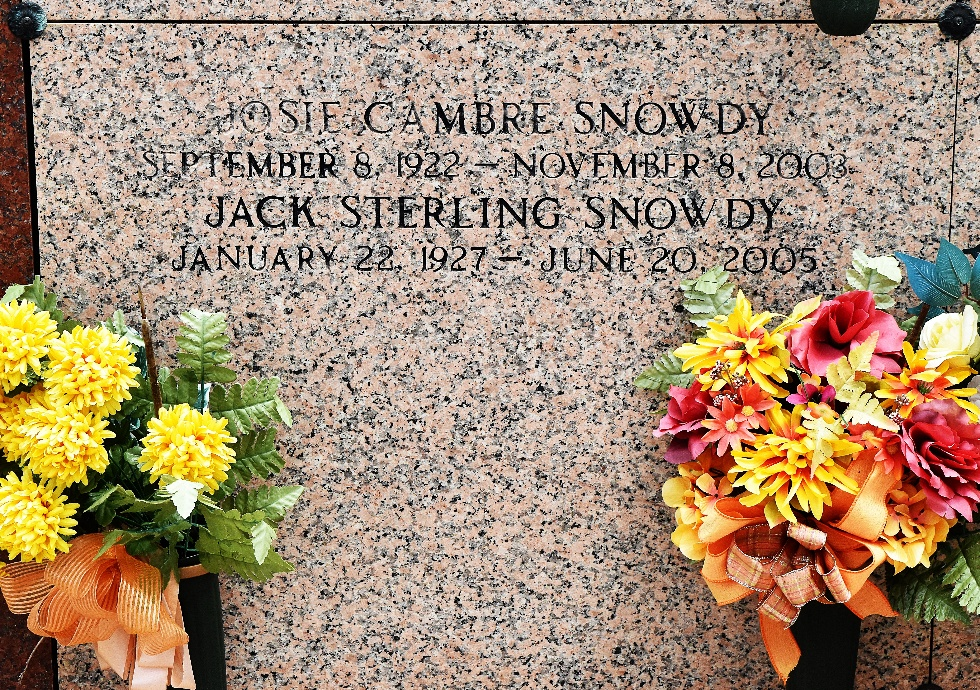 JOSIE CAMBRE SNOWDY
SEPTEMBER 8, 1922 — NOVEMBER 8, 2003
JACK STERLING SNOWDY
JANUARY 22, 1927 — JUNE 20, 2005